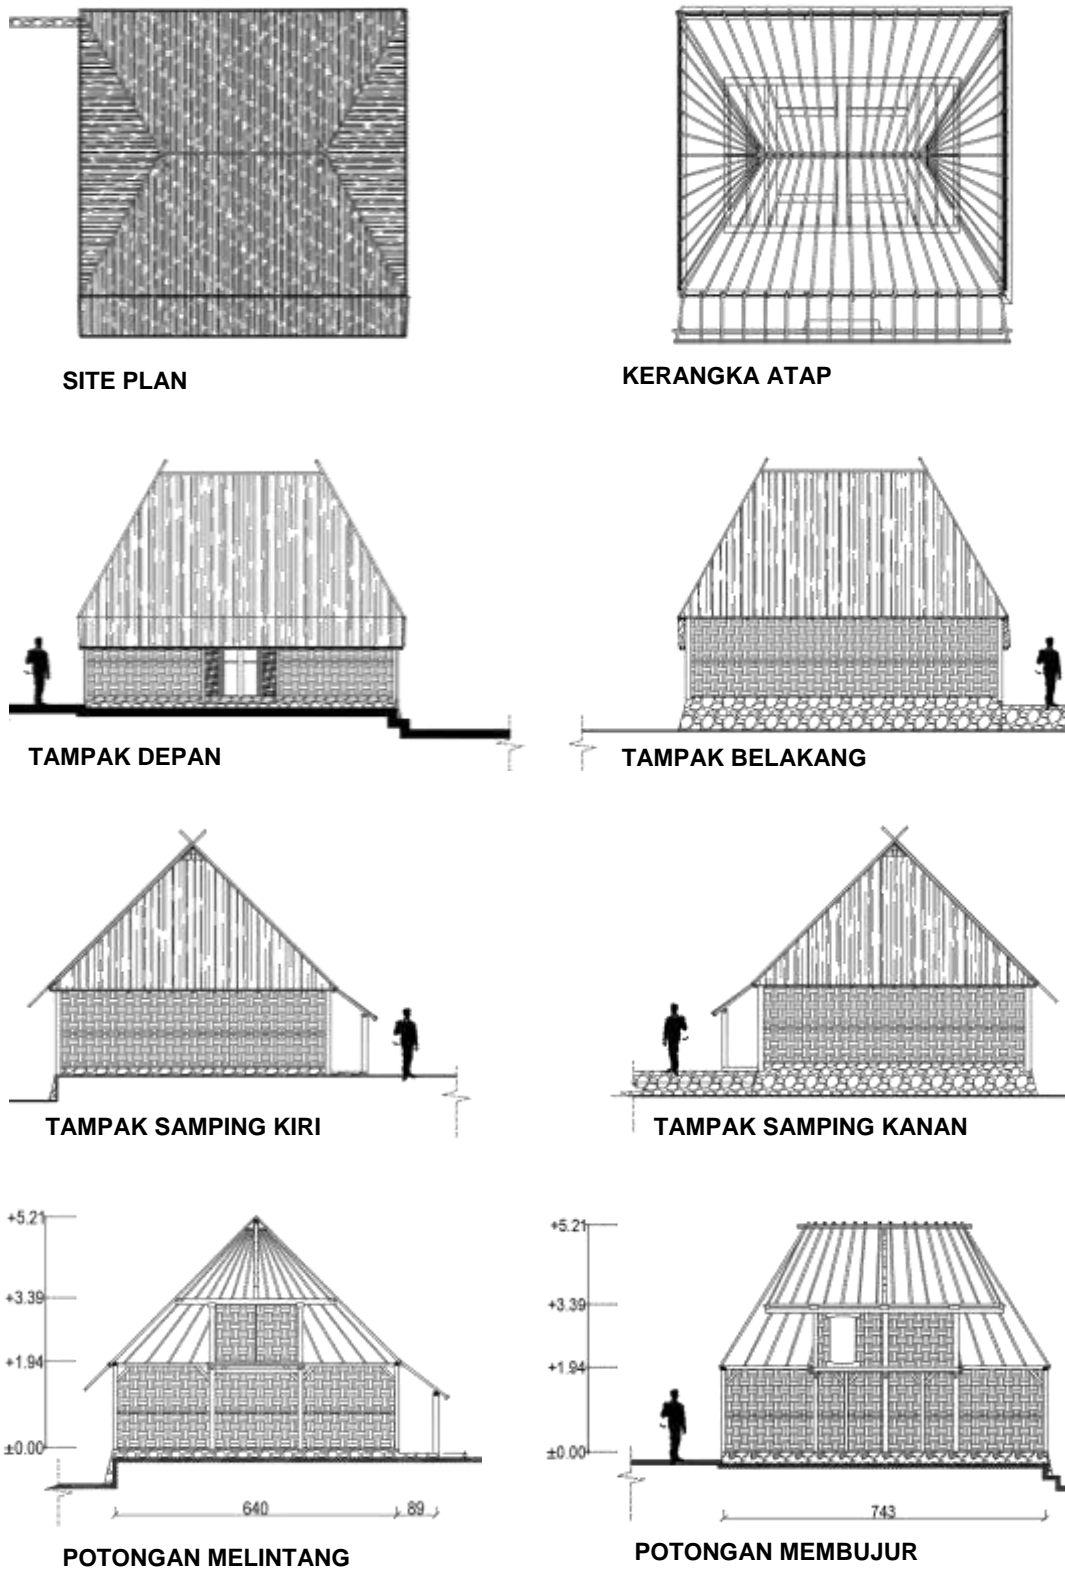 SITE PLAN
KERANGKA ATAP
TAMPAK DEPAN
TAMPAK BELAKANG
TAMPAK SAMPING KIRI
TAMPAK SAMPING KANAN
+5.21
+3.39
+1.94
±0.00
640
89
POTONGAN MELINTANG
+5.21
+3.39
+1.94
±0.00
743
POTONGAN MEMBUJUR